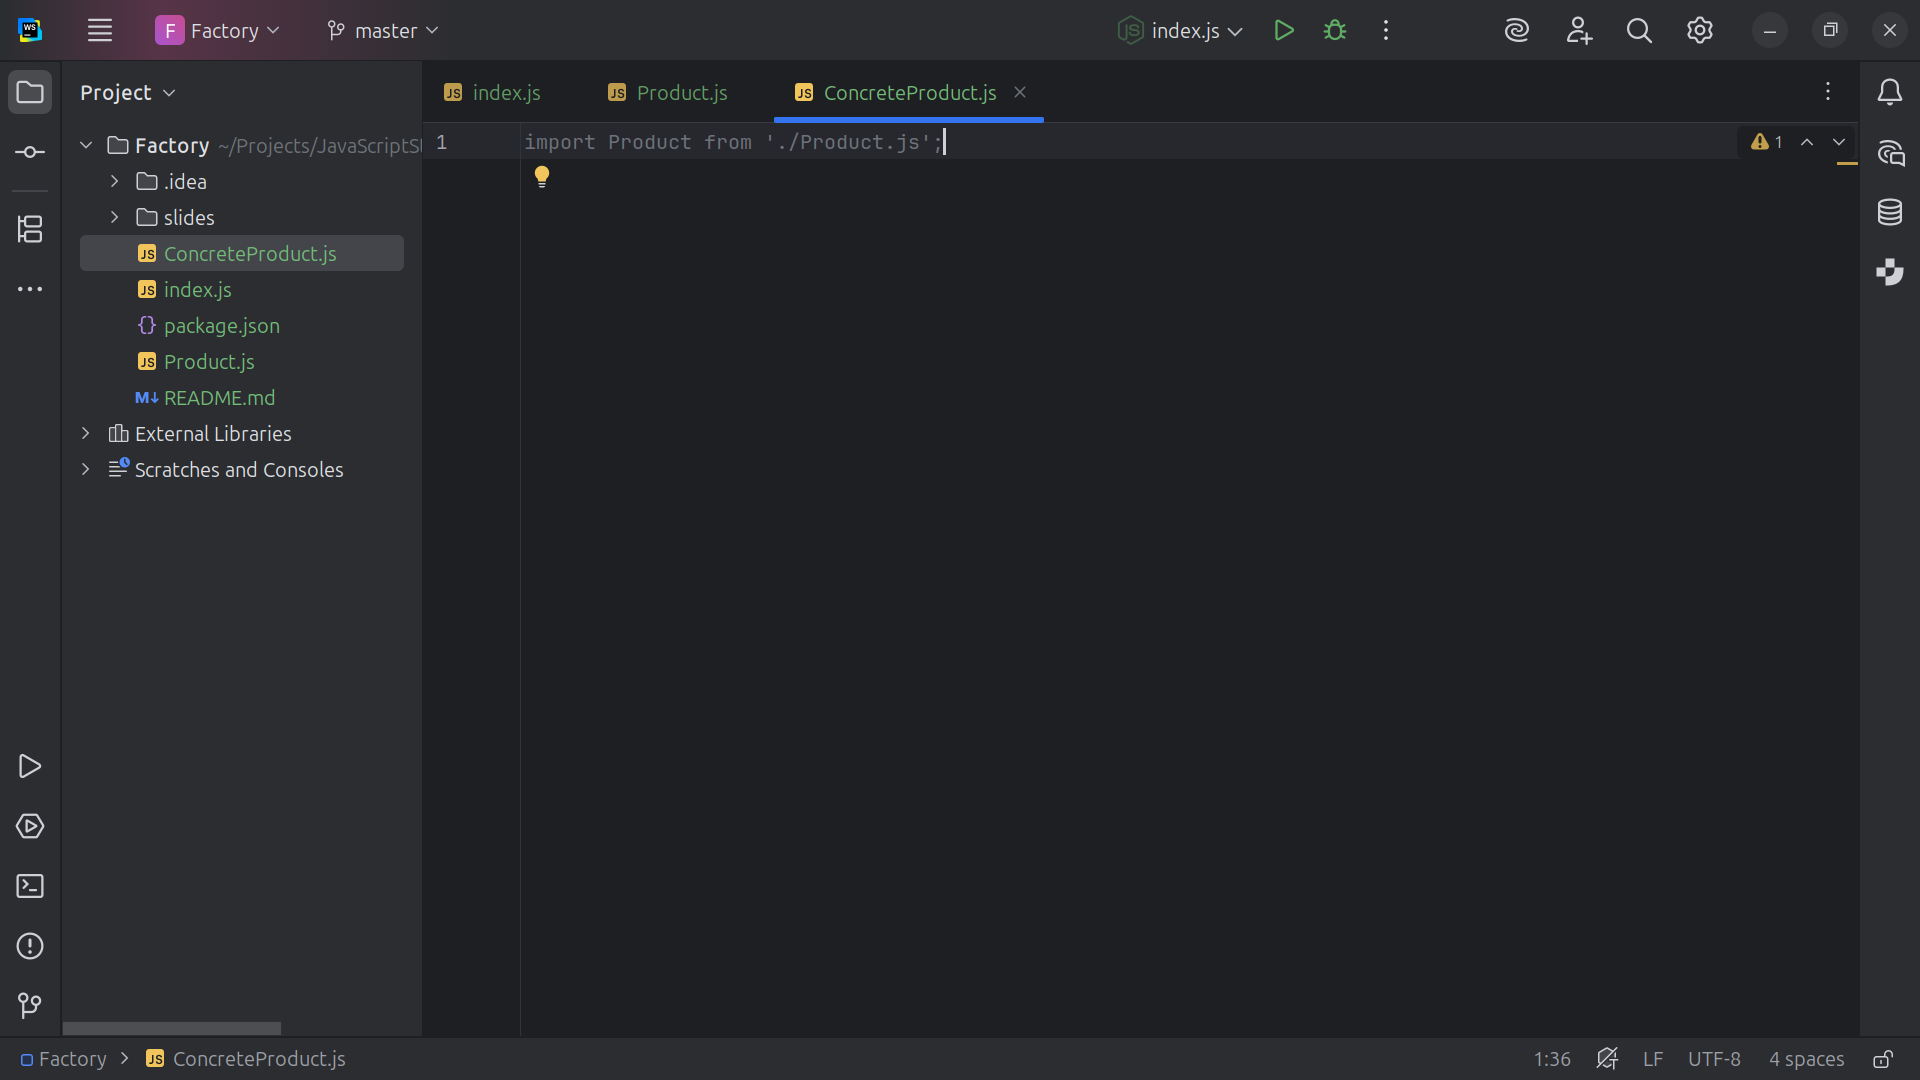 F Factory master index.js
Project
index.js Product.js ConcreteProduct.js
Factory ~/Projects/JavaScriptS
.idea
slides
ConcreteProduct.js
index.js
package.json
Product.js
README.md
External Libraries
Scratches and Consoles
1 import Product from './Product.js';
1
Factory ConcreteProduct.js 1:36 LF UTF-8 4 spaces